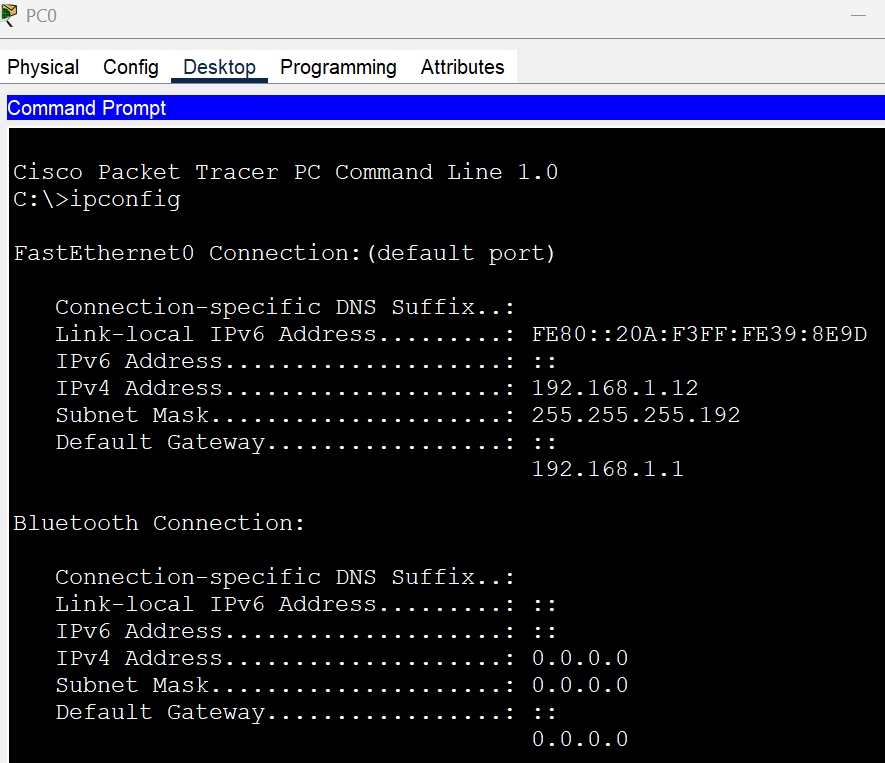 PC0
Physical Config Desktop Programming Attributes
Command Prompt
Cisco Packet Tracer PC Command Line 1.0
C:\>ipconfig
FastEthernet0 Connection:(default port)
Connection-specific DNS Suffix..:
Link-local IPv6 Address.........: FE80::20A:F3FF:FE39:8E9D
IPv6 Address....................: ::
IPv4 Address....................: 192.168.1.12
Subnet Mask.....................: 255.255.255.192
Default Gateway.................: ::
192.168.1.1
Bluetooth Connection:
Connection-specific DNS Suffix..:
Link-local IPv6 Address.........: ::
IPv6 Address....................: ::
IPv4 Address....................: 0.0.0.0
Subnet Mask.....................: 0.0.0.0
Default Gateway.................: ::
0.0.0.0